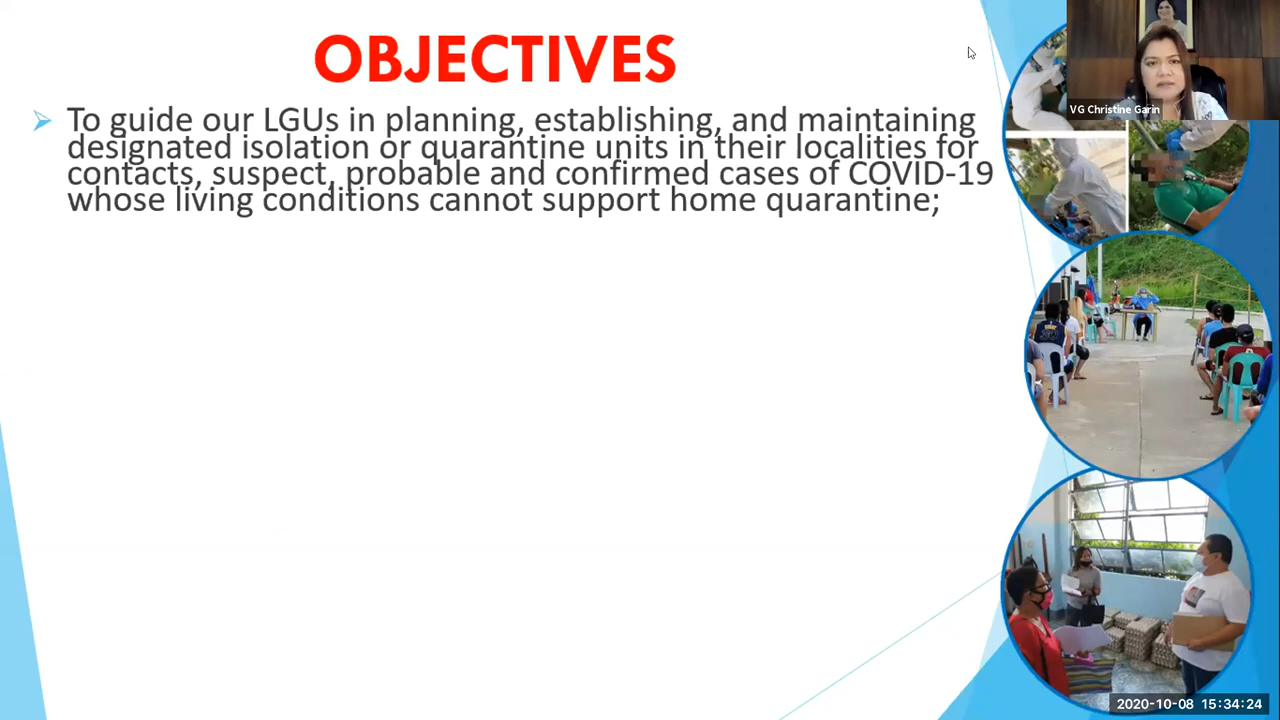 OBJECTIVES
To guide our LGUs in planning, establishing, and maintaining
designated isolation or quarantine units in their localities for
contacts, suspect, probable and confirmed cases of COVID-19
whose living conditions cannot support home quarantine;
VG Christine Garin
2020-10-08 15:34:24